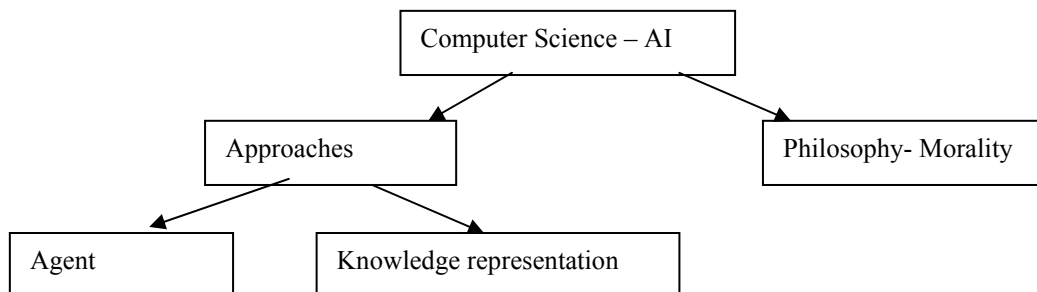 Computer Science – AI
Approaches
Philosophy- Morality
Agent
Knowledge representation